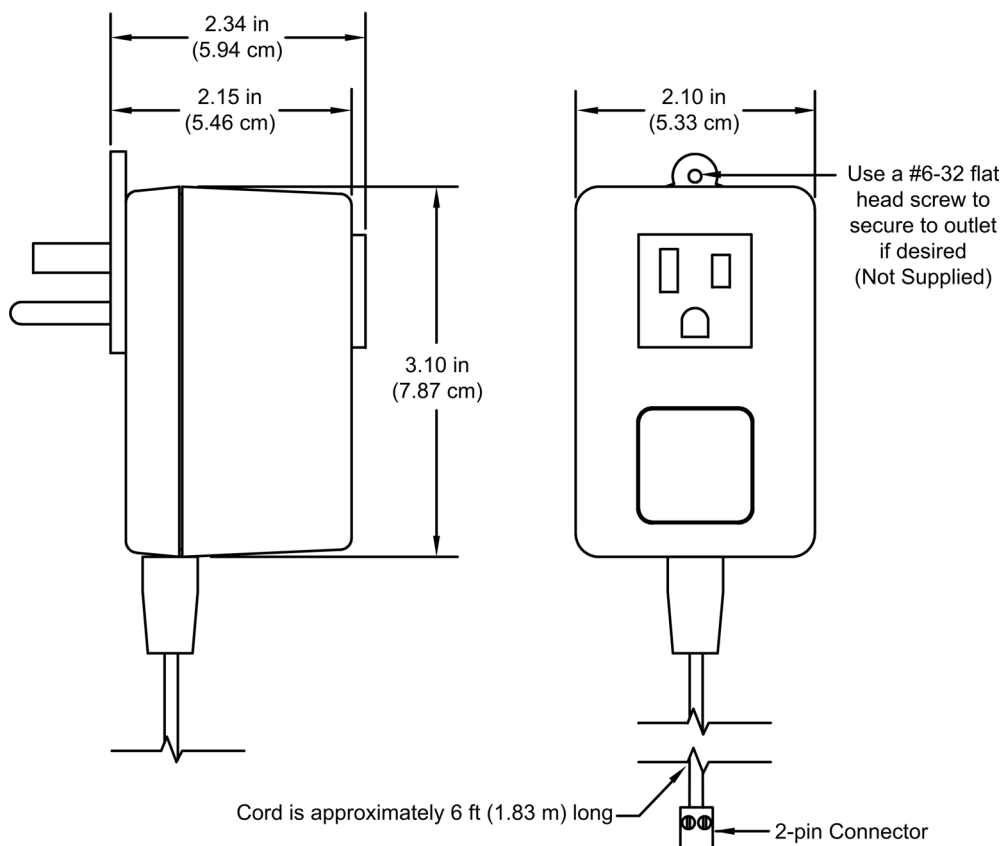 2.34 in
(5.94 cm)
2.15 in
(5.46 cm)
2.10 in
(5.33 cm)
Use a #6-32 flat
head screw to
secure to outlet
if desired
(Not Supplied)
3.10 in
(7.87 cm)
Cord is approximately 6 ft (1.83 m) long
2-pin Connector